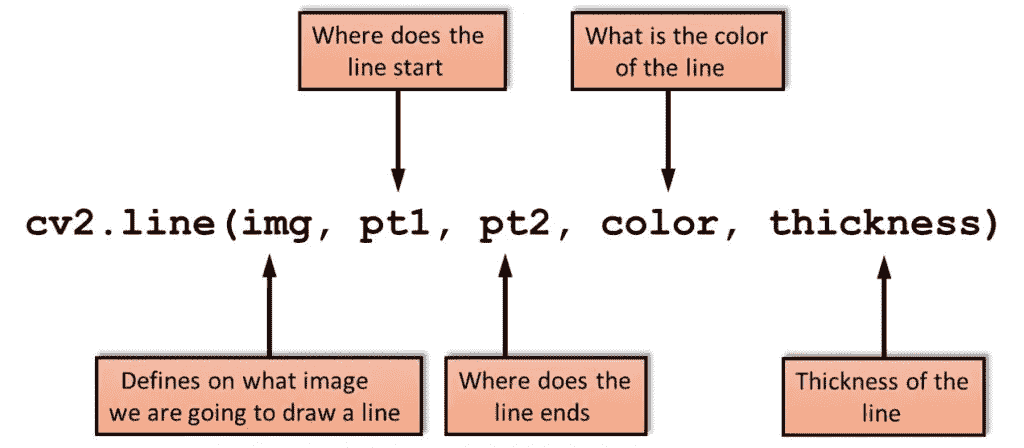 Where does the
line start
What is the color
of the line
cv2.line(img, pt1, pt2, color, thickness)
Defines on what image
we are going to draw a line
Where does the
line ends
Thickness of the
line